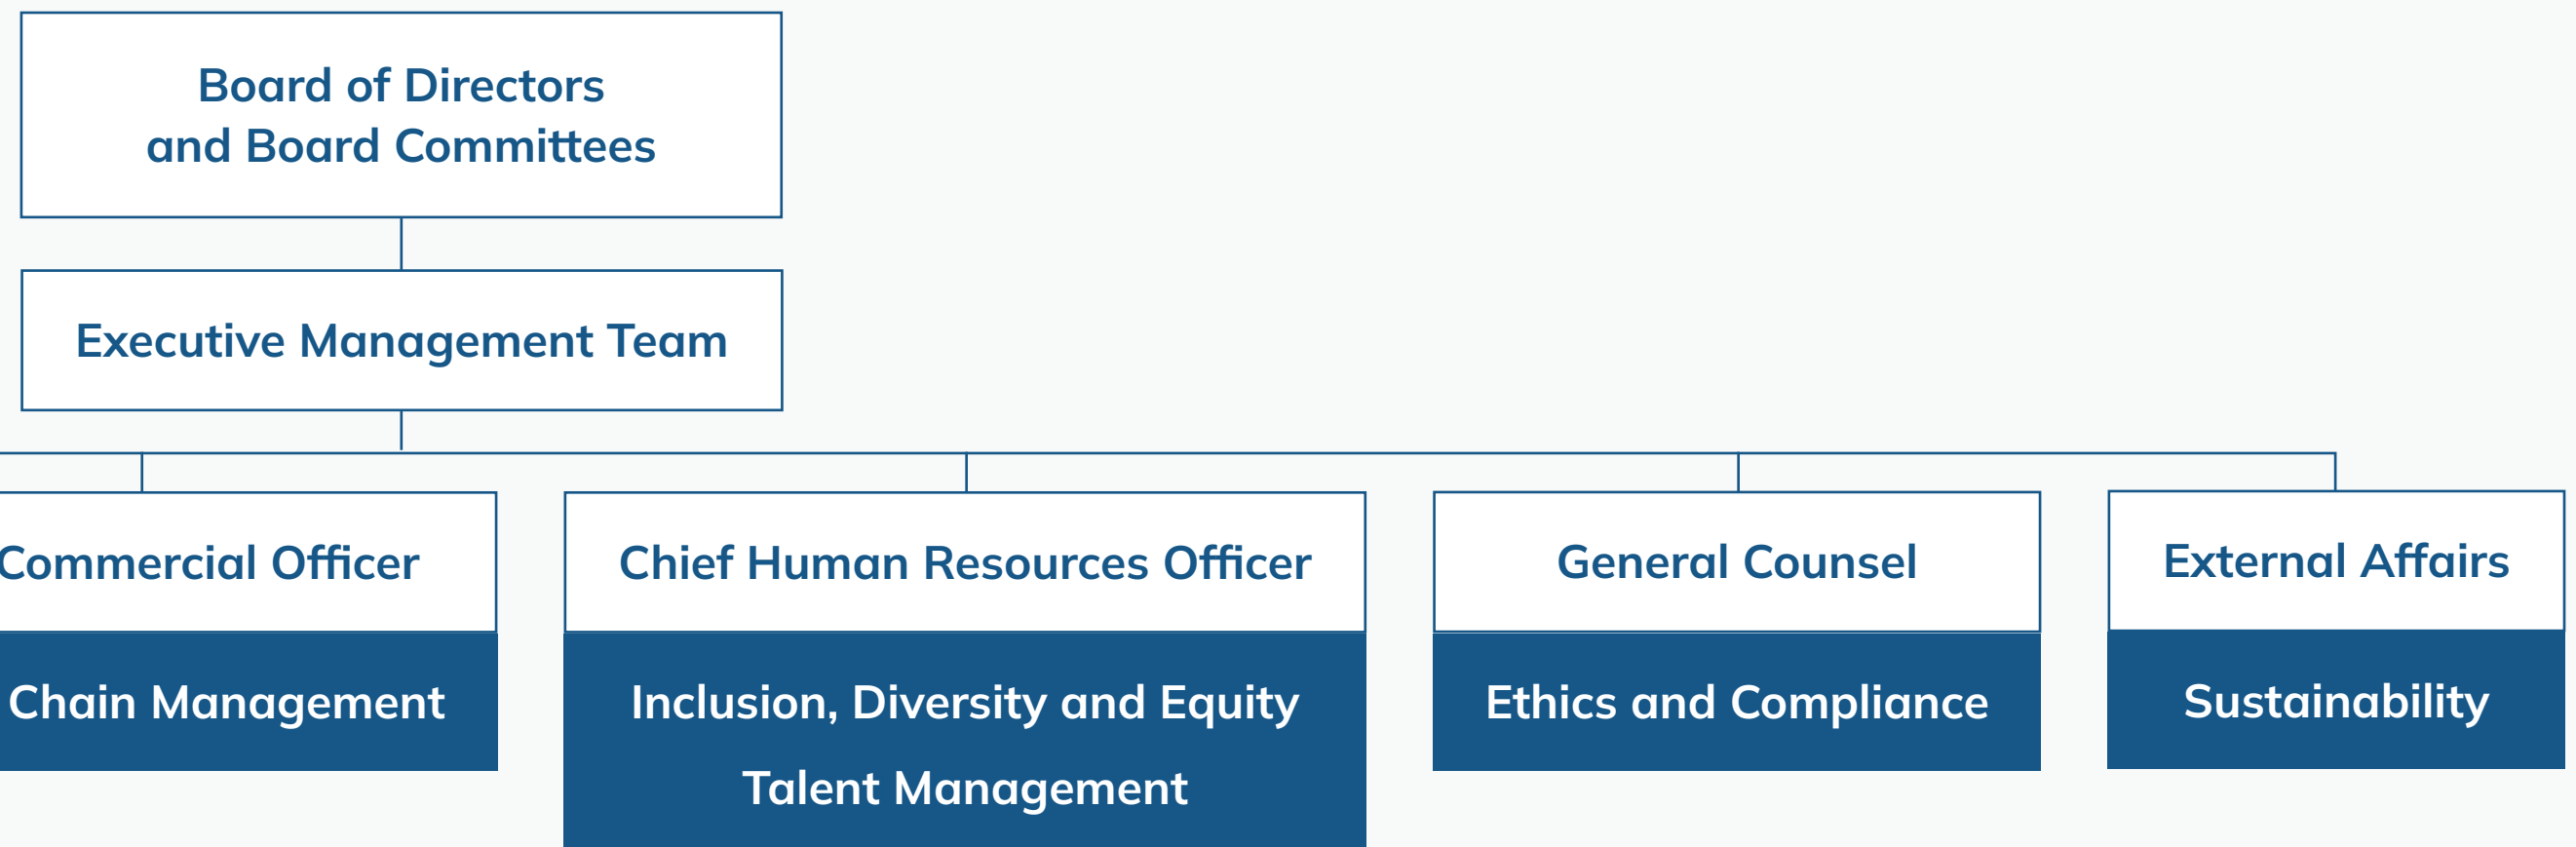 Board of Directors
and Board Committees
Executive Management Team
Commercial Officer
Chief Human Resources Officer
General Counsel
External Affairs
Chain Management
Inclusion, Diversity and Equity
Talent Management
Ethics and Compliance
Sustainability